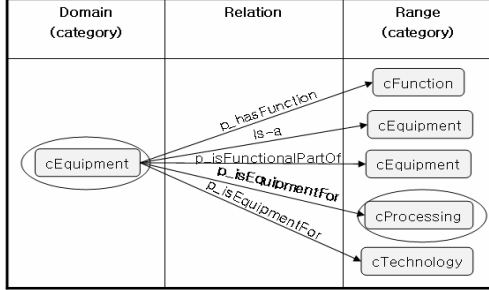 Domain
(category)
Relation
Range
(category)
cEquipment
p_hasFunction
Is-a
p_isFunctionalPartOf
p_isEquipmentFor
p_isEquipmentFor
cFunction
cEquipment
cEquipment
cProcessing
cTechnology